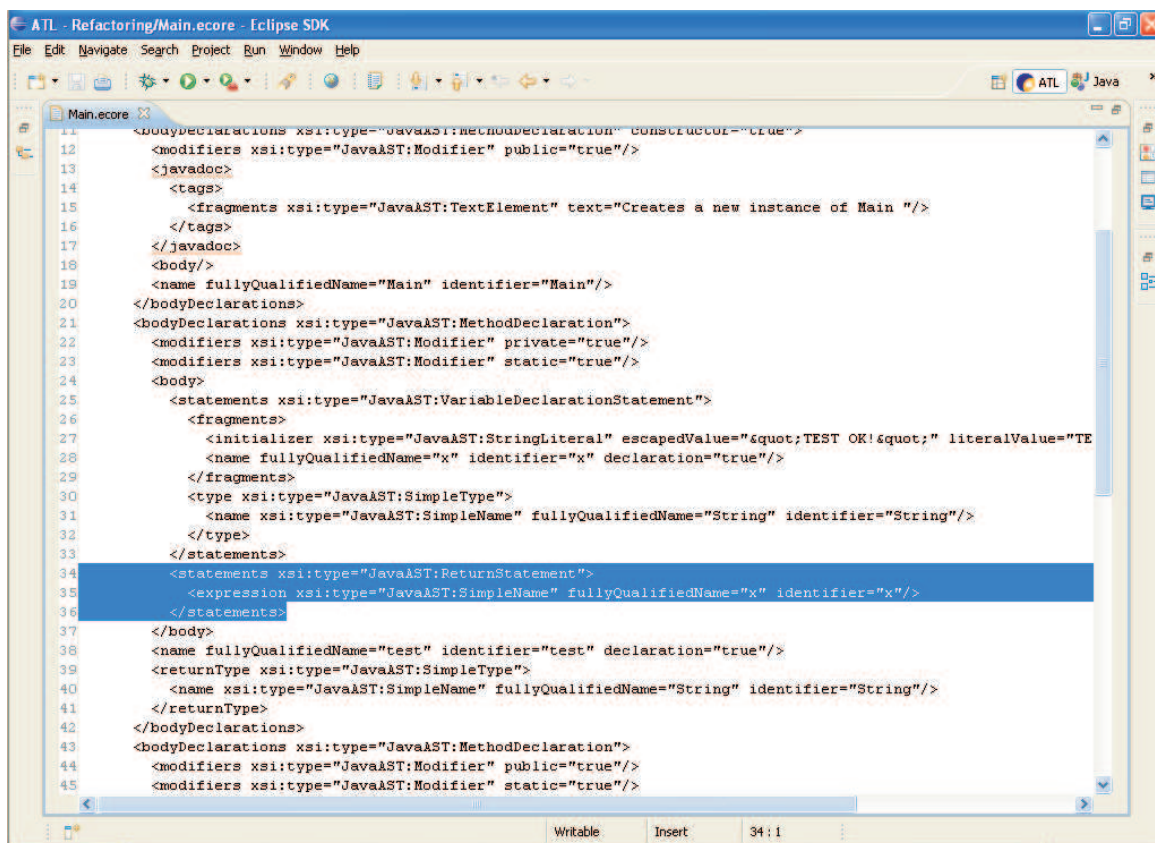 ATL - Refactoring/Main.ecore - Eclipse SDK
File Edit Navigate Search Project Run Window Help
ATL Java »
Main.ecore
11 <bodyDeclarations xsi:type="JavaAST:MethodDeclaration" constructor="true">
12 <modifiers xsi:type="JavaAST:Modifier" public="true"/>
13 <javadoc>
14 <tags>
15 <fragments xsi:type="JavaAST:TextElement" text="Creates a new instance of Main "/>
16 </tags>
17 </javadoc>
18 <body/>
19 <name fullyQualifiedName="Main" identifier="Main"/>
20 </bodyDeclarations>
21 <bodyDeclarations xsi:type="JavaAST:MethodDeclaration">
22 <modifiers xsi:type="JavaAST:Modifier" private="true"/>
23 <modifiers xsi:type="JavaAST:Modifier" static="true"/>
24 <body>
25 <statements xsi:type="JavaAST:VariableDeclarationStatement">
26 <fragments>
27 <initializer xsi:type="JavaAST:StringLiteral" escapedValue="&quot;TEST OK!&quot;" literalValue="TE
28 <name fullyQualifiedName="x" identifier="x" declaration="true"/>
29 </fragments>
30 <type xsi:type="JavaAST:SimpleType">
31 <name xsi:type="JavaAST:SimpleName" fullyQualifiedName="String" identifier="String"/>
32 </type>
33 </statements>
34 <statements xsi:type="JavaAST:ReturnStatement">
35 <expression xsi:type="JavaAST:SimpleName" fullyQualifiedName="x" identifier="x"/>
36 </statements>
37 </body>
38 <name fullyQualifiedName="test" identifier="test" declaration="true"/>
39 <returnType xsi:type="JavaAST:SimpleType">
40 <name xsi:type="JavaAST:SimpleName" fullyQualifiedName="String" identifier="String"/>
41 </returnType>
42 </bodyDeclarations>
43 <bodyDeclarations xsi:type="JavaAST:MethodDeclaration">
44 <modifiers xsi:type="JavaAST:Modifier" public="true"/>
45 <modifiers xsi:type="JavaAST:Modifier" static="true"/>
Writable Insert 34 : 1